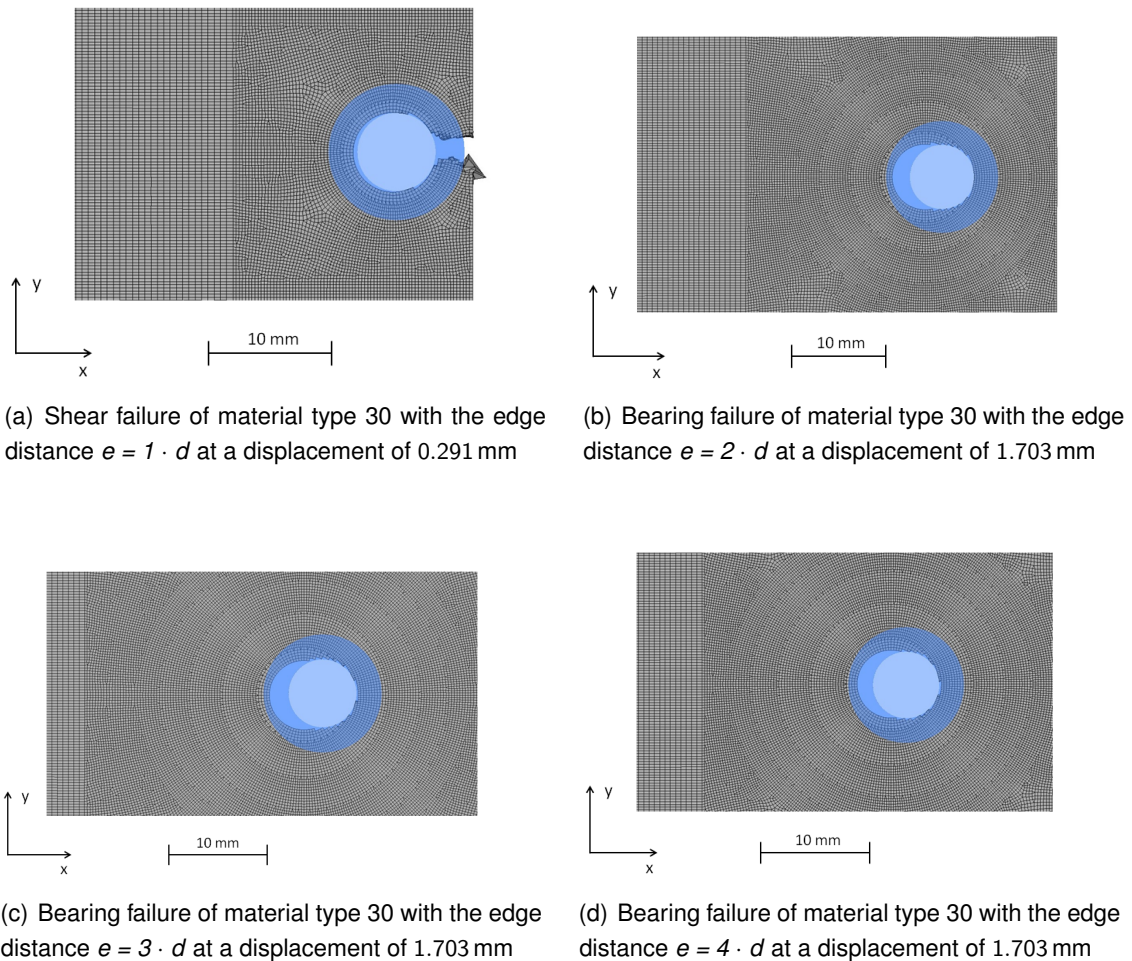 y
10 mm
x
(a) Shear failure of material type 30 with the edge
distance e = 1 · d at a displacement of 0.291 mm
y
10 mm
x
(b) Bearing failure of material type 30 with the edge
distance e = 2 · d at a displacement of 1.703 mm
y
10 mm
x
(c) Bearing failure of material type 30 with the edge
distance e = 3 · d at a displacement of 1.703 mm
y
10 mm
x
(d) Bearing failure of material type 30 with the edge
distance e = 4 · d at a displacement of 1.703 mm